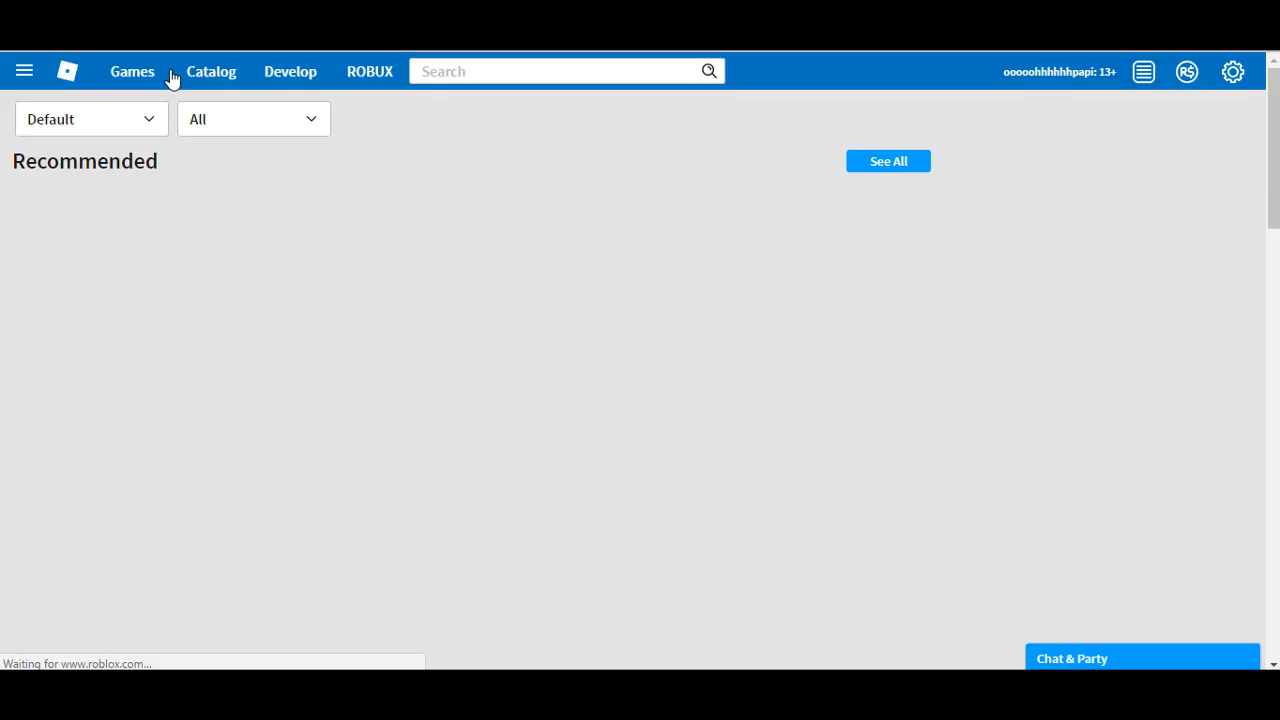 Games Catalog Develop ROBUX Search ooooohhhhhhpapi: 13+ R$
Default All
Recommended See All
Waiting for www.roblox.com...
Chat & Party